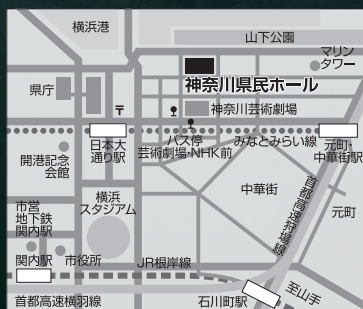 横浜港
山下公園
マリン
タワー
神奈川県民ホール
県庁
〒
神奈川芸術劇場
日本大
通り駅
バス停
芸術劇場・NHK前
みなとみらい線
元町・
中華街駅
開港記念
会館
中華街
首都高速狩場線
元町
横浜
スタジアム
市営
地下鉄
関内駅
関内駅
市役所
JR根岸線
首都高速横羽線
石川町駅
至山手